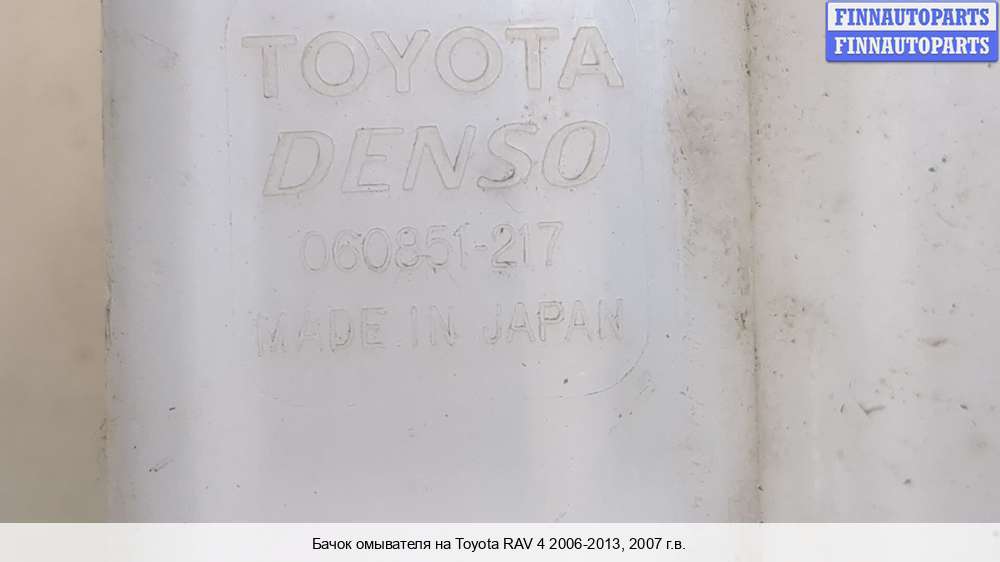 FINNAUTOPARTS
FINNAUTOPARTS
TOYOTA
DENSO
060851-217
MADE IN JAPAN
Бачок омывателя на Toyota RAV 4 2006-2013, 2007 г.в.